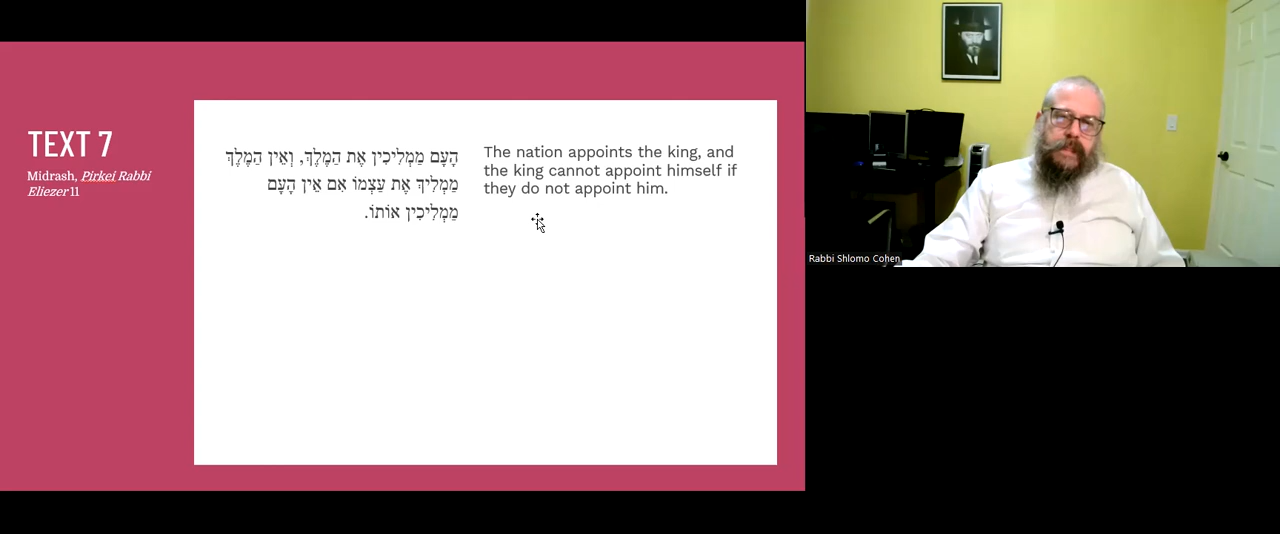 TEXT 7
Midrash, Pirkei Rabbi
Eliezer 11
הָעָם מַמְלִיכִין אֶת הַמֶלֶךְ, וְאֵין הַמֶלֶךְ
מַמְלִיךְ אֶת עַצְמוֹ אִם אֵין הָעָם
מַמְלִיכִין אוֹתוֹ.
The nation appoints the king, and
the king cannot appoint himself if
they do not appoint him.
Rabbi Shlomo Cohen